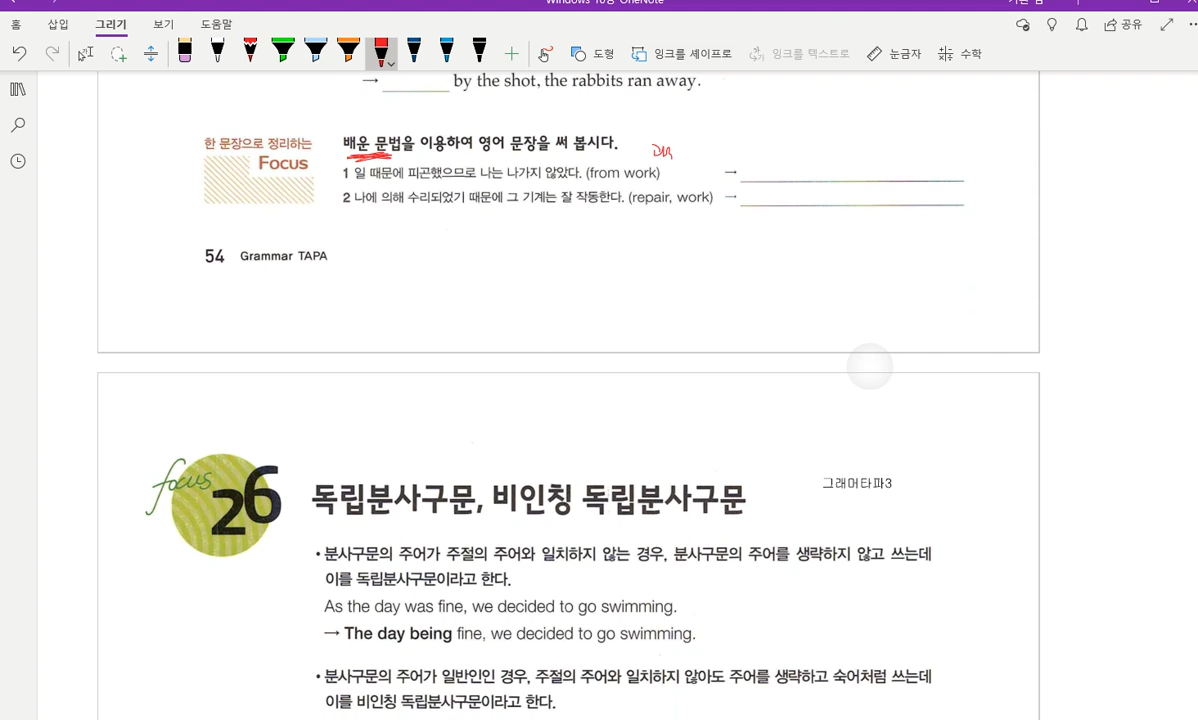 Windows 10용 OneNote
홈 삽입 그리기 보기 도움말
공유
도형 잉크를 셰이프로 잉크를 텍스트로 눈금자 수학
→ ________ by the shot, the rabbits ran away.
한 문장으로 정리하는
Focus
배운 문법을 이용하여 영어 문장을 써 봅시다.
1 일 때문에 피곤했으므로 나는 나가지 않았다. (from work) →
2 나에 의해 수리되었기 때문에 그 기계는 잘 작동한다. (repair, work) →
54 Grammar TAPA
focus
26
독립분사구문, 비인칭 독립분사구문
그래머타파3
• 분사구문의 주어가 주절의 주어와 일치하지 않는 경우, 분사구문의 주어를 생략하지 않고 쓰는데
이를 독립분사구문이라고 한다.
As the day was fine, we decided to go swimming.
→ The day being fine, we decided to go swimming.
• 분사구문의 주어가 일반인인 경우, 주절의 주어와 일치하지 않아도 주어를 생략하고 숙어처럼 쓰는데
이를 비인칭 독립분사구문이라고 한다.